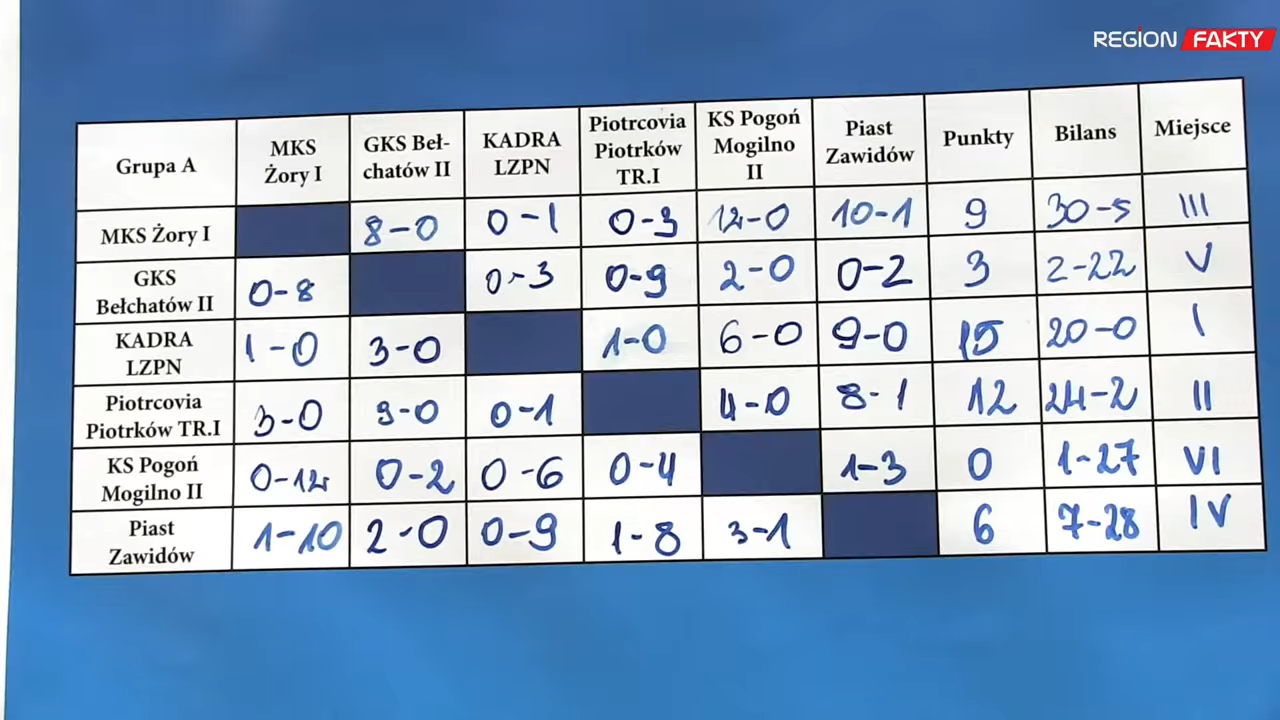 REGION FAKTY
Grupa A
MKS
Żory I
GKS Beł-
chatów II
KADRA
LZPN
Piotrcovia
Piotrków
TR.I
KS Pogoń
Mogilno
II
Piast
Zawidów
Punkty
Bilans
Miejsce
MKS Żory I 8-0 0-1 0-3 12-0 10-1 9 30-5 III
GKS
Bełchatów II
0-8 0-3 0-9 2-0 0-2 3 2-22 V
KADRA
LZPN
1-0 3-0 1-0 6-0 9-0 15 20-0 I
Piotrcovia
Piotrków TR.I
3-0 9-0 0-1 4-0 8-1 12 24-2 II
KS Pogoń
Mogilno II
0-12 0-2 0-6 0-4 1-3 0 1-27 VI
Piast
Zawidów
1-10 2-0 0-9 1-8 3-1 6 7-28 IV